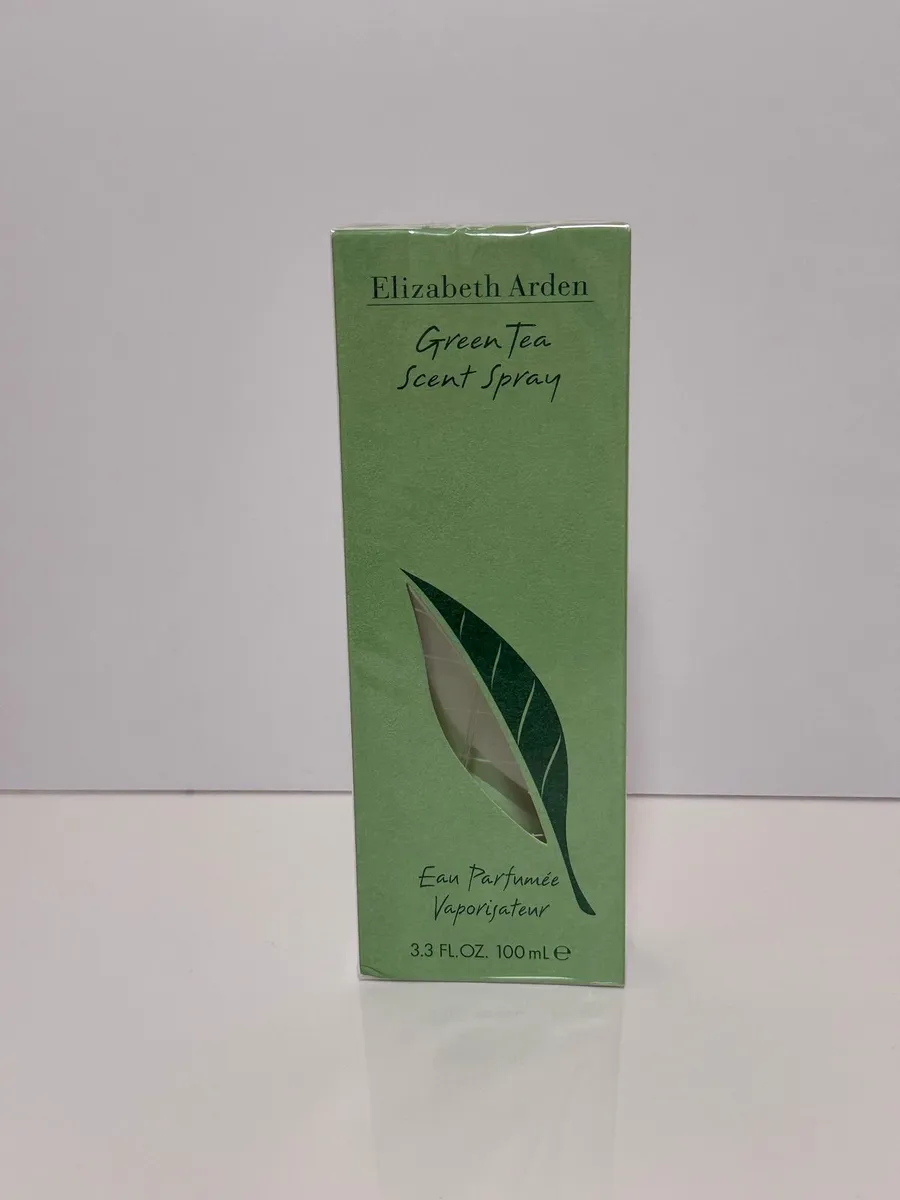 Elizabeth Arden
Green Tea
Scent Spray
Eau Parfumée
Vaporisateur
3.3 FL.OZ. 100 mL ℮